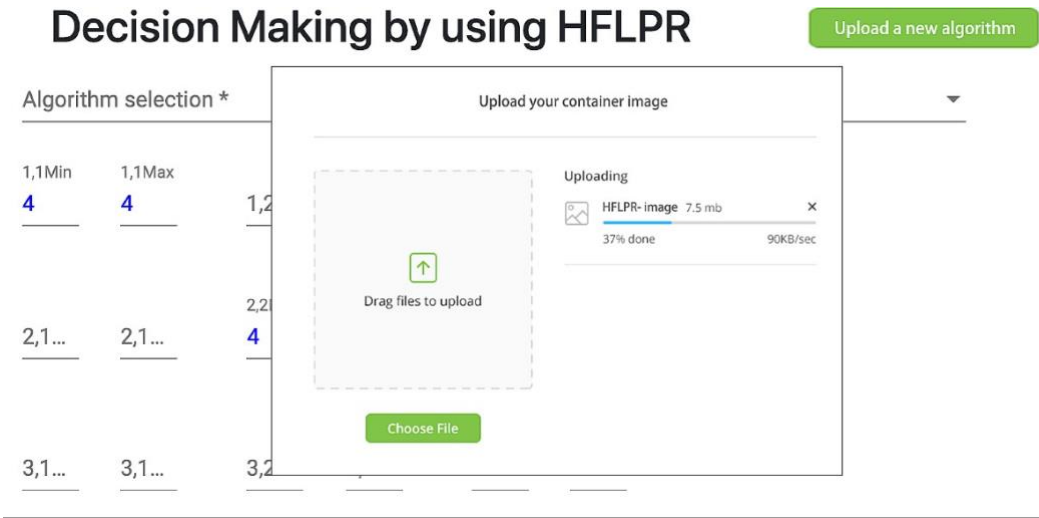 Decision Making by using HFLPR
Upload a new algorithm
Algorithm selection *
Upload your container image
Uploading
HFLPR- image 7.5 mb
37% done 90KB/sec
Drag files to upload
Choose File
1,1Min 1,1Max
4 4 1,2
2,2
2,1... 2,1... 4
3,1... 3,1... 3,2